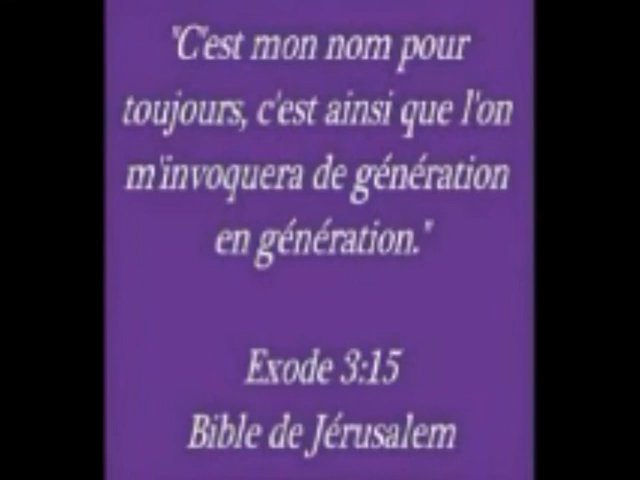 "C'est mon nom pour
toujours, c'est ainsi que l'on
m'invoquera de génération
en génération."
Exode 3:15
Bible de Jérusalem